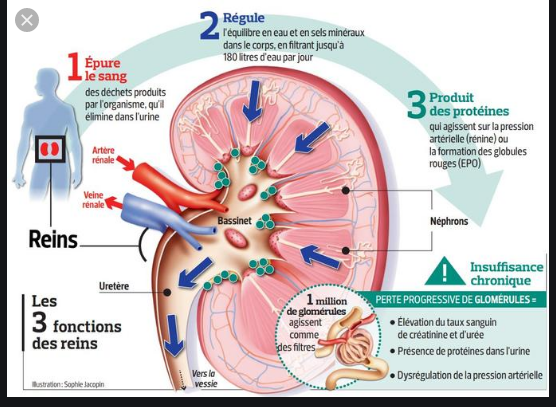 1 Épure
le sang
des déchets produits
par l'organisme, qu'il
élimine dans l'urine
2 Régule
l'équilibre en eau et en sels minéraux
dans le corps, en filtrant jusqu'à
180 litres d'eau par jour
3 Produit
des protéines
qui agissent sur la pression
artérielle (rénine) ou
la formation des globules
rouges (EPO)
Artère
rénale
Veine
rénale
Bassinet
Néphrons
Reins
Uretère
Les
3 fonctions
des reins
Vers la
vessie
1 million
de glomérules
agissent
comme
des filtres
!
Insuffisance
chronique
PERTE PROGRESSIVE DE GLOMÉRULES =
• Élévation du taux sanguin
de créatinine et d'urée
• Présence de protéines dans l'urine
• Dysrégulation de la pression artérielle
Illustration: Sophie Jacopin